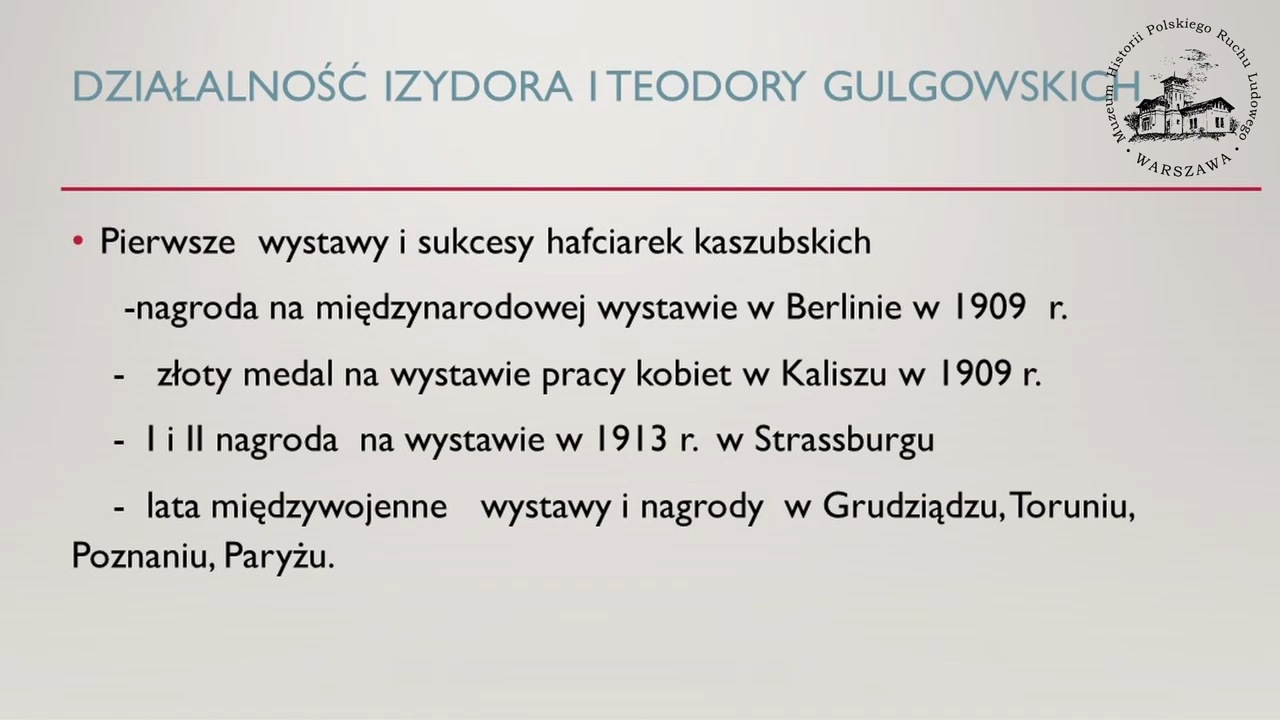 DZIAŁALNOŚĆ IZYDORA I TEODORY GULGOWSKICH
Muzeum Historii Polskiego Ruchu Ludowego
• WARSZAWA •
• Pierwsze wystawy i sukcesy hafciarek kaszubskich
-nagroda na międzynarodowej wystawie w Berlinie w 1909 r.
- złoty medal na wystawie pracy kobiet w Kaliszu w 1909 r.
- I i II nagroda na wystawie w 1913 r. w Strassburgu
- lata międzywojenne wystawy i nagrody w Grudziądzu, Toruniu,
Poznaniu, Paryżu.